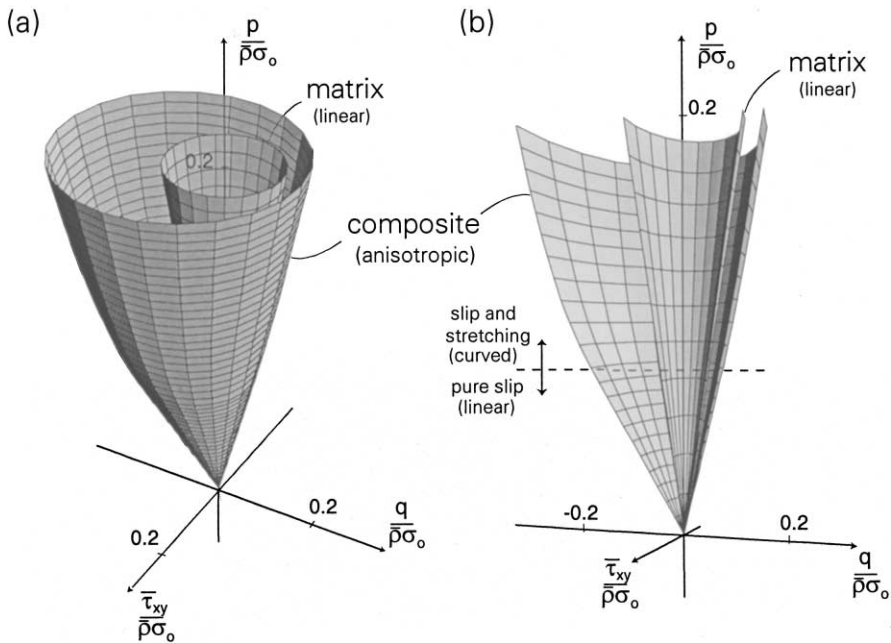 (a)
p
ρ̄σₒ
matrix
(linear)
0.2
composite
(anisotropic)
0.2
0.2
q
ρ̄σₒ
τ̄xy
ρ̄σₒ
(b)
p
ρ̄σₒ
matrix
(linear)
0.2
slip and
stretching
(curved)
pure slip
(linear)
-0.2
0.2
q
ρ̄σₒ
τ̄xy
ρ̄σₒ